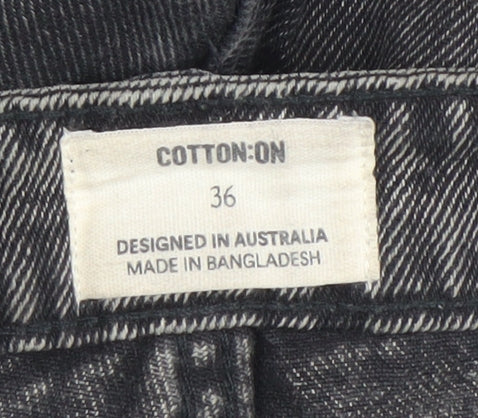 COTTON:ON
36
DESIGNED IN AUSTRALIA
MADE IN BANGLADESH